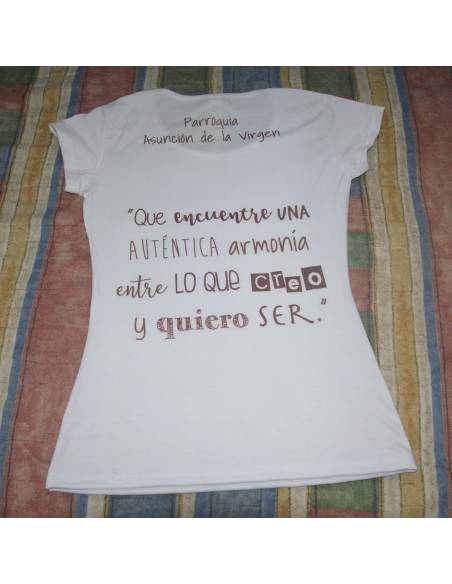 Parroquia
Asunción de la Virgen
"Que encuentre UNA
AUTÉNTICA armonía
entre LO QUE CReO
y quiero SER."